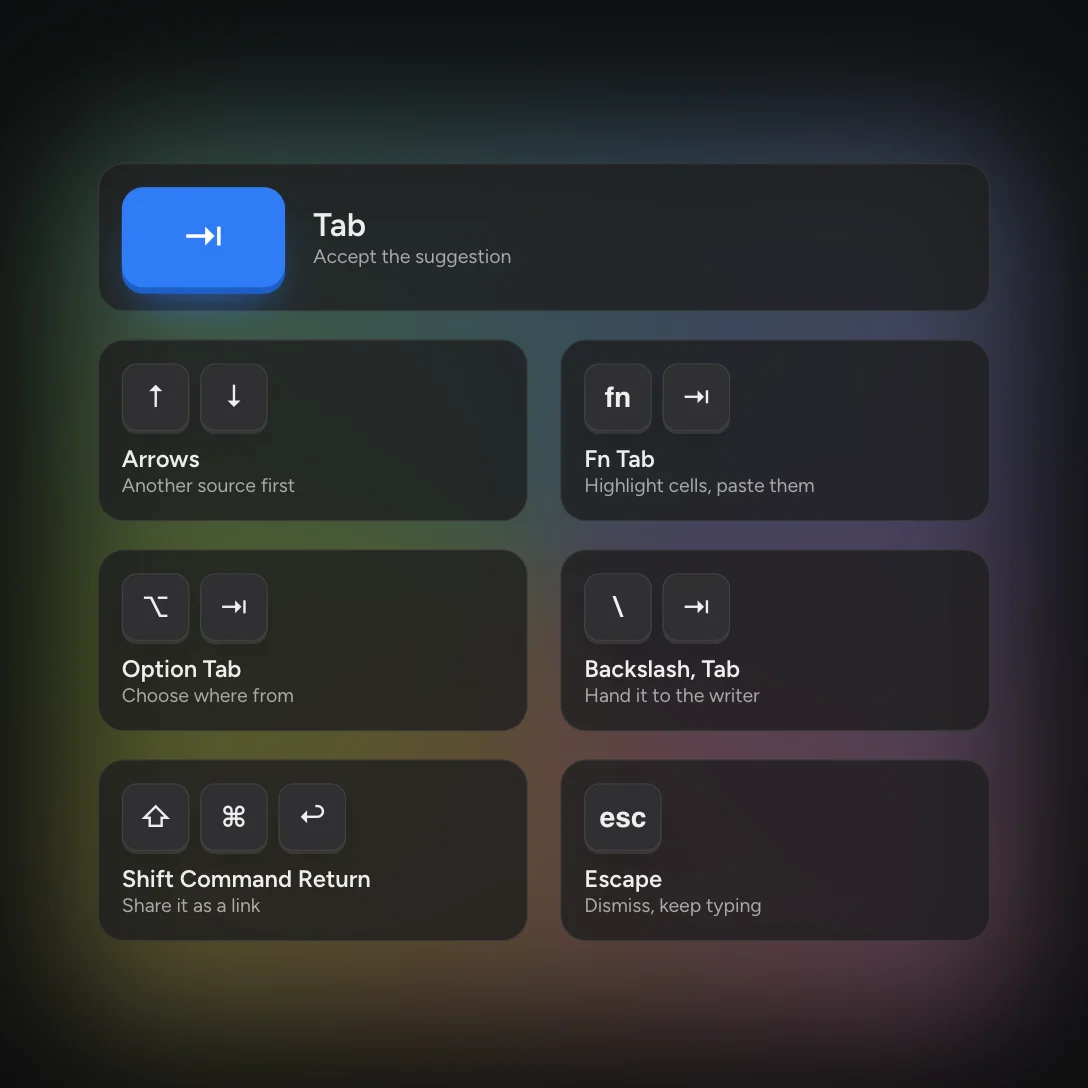 ⇥
Tab
Accept the suggestion
↑ ↓
Arrows
Another source first
fn ⇥
Fn Tab
Highlight cells, paste them
⌥ ⇥
Option Tab
Choose where from
\ ⇥
Backslash, Tab
Hand it to the writer
⇧ ⌘ ↩
Shift Command Return
Share it as a link
esc
Escape
Dismiss, keep typing